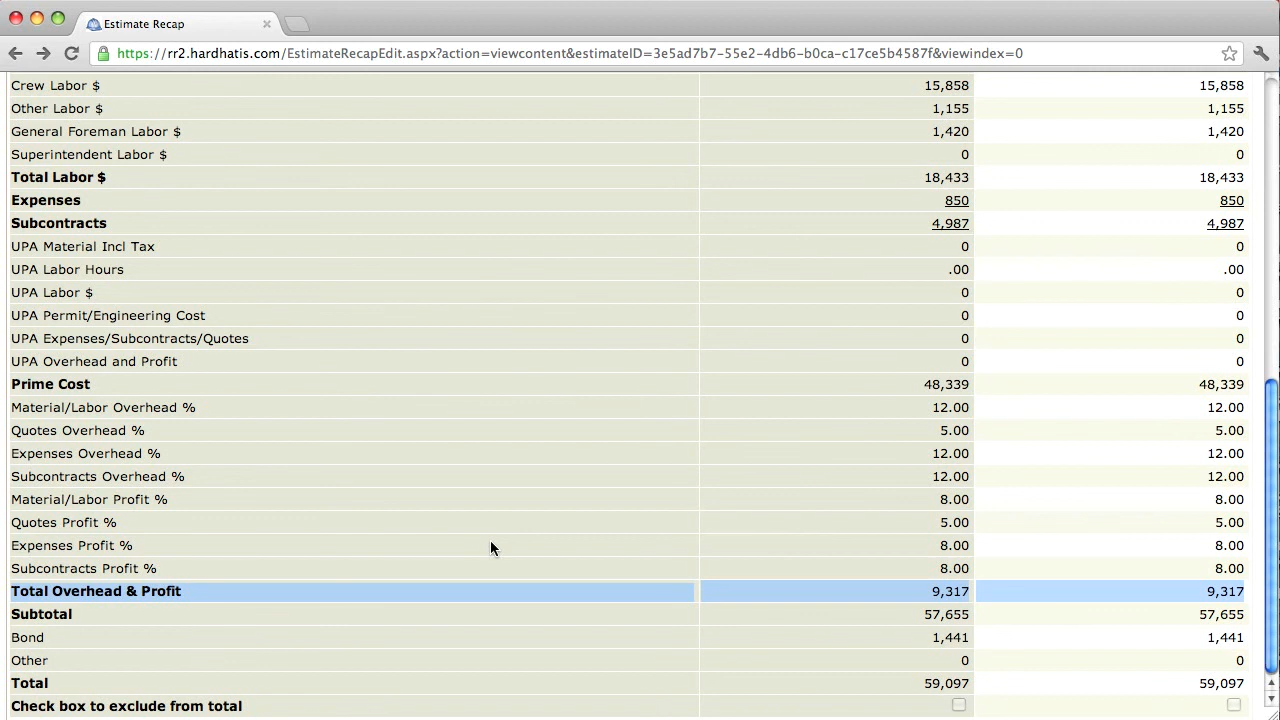 Estimate Recap
https://rr2.hardhatis.com/EstimateRecapEdit.aspx?action=viewcontent&estimateID=3e5ad7b7-55e2-4db6-b0ca-c17ce5b4587f&viewindex=0
Crew Labor $ 15,858 15,858
Other Labor $ 1,155 1,155
General Foreman Labor $ 1,420 1,420
Superintendent Labor $ 0 0
Total Labor $ 18,433 18,433
Expenses 850 850
Subcontracts 4,987 4,987
UPA Material Incl Tax 0 0
UPA Labor Hours .00 .00
UPA Labor $ 0 0
UPA Permit/Engineering Cost 0 0
UPA Expenses/Subcontracts/Quotes 0 0
UPA Overhead and Profit 0 0
Prime Cost 48,339 48,339
Material/Labor Overhead % 12.00 12.00
Quotes Overhead % 5.00 5.00
Expenses Overhead % 12.00 12.00
Subcontracts Overhead % 12.00 12.00
Material/Labor Profit % 8.00 8.00
Quotes Profit % 5.00 5.00
Expenses Profit % 8.00 8.00
Subcontracts Profit % 8.00 8.00
Total Overhead & Profit 9,317 9,317
Subtotal 57,655 57,655
Bond 1,441 1,441
Other 0 0
Total 59,097 59,097
Check box to exclude from total